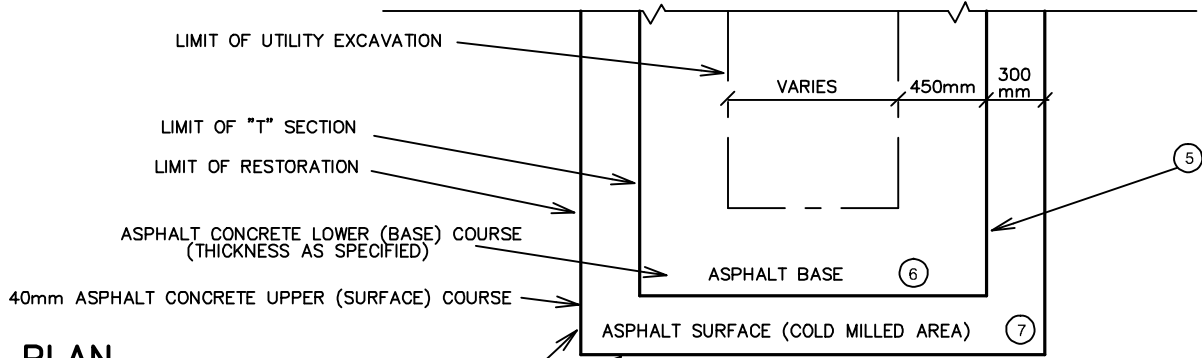 LIMIT OF UTILITY EXCAVATION
VARIES
450mm
300
mm
LIMIT OF "T" SECTION
LIMIT OF RESTORATION
5
ASPHALT CONCRETE LOWER (BASE) COURSE
(THICKNESS AS SPECIFIED)
ASPHALT BASE 6
40mm ASPHALT CONCRETE UPPER (SURFACE) COURSE
ASPHALT SURFACE (COLD MILLED AREA) 7
PLAN